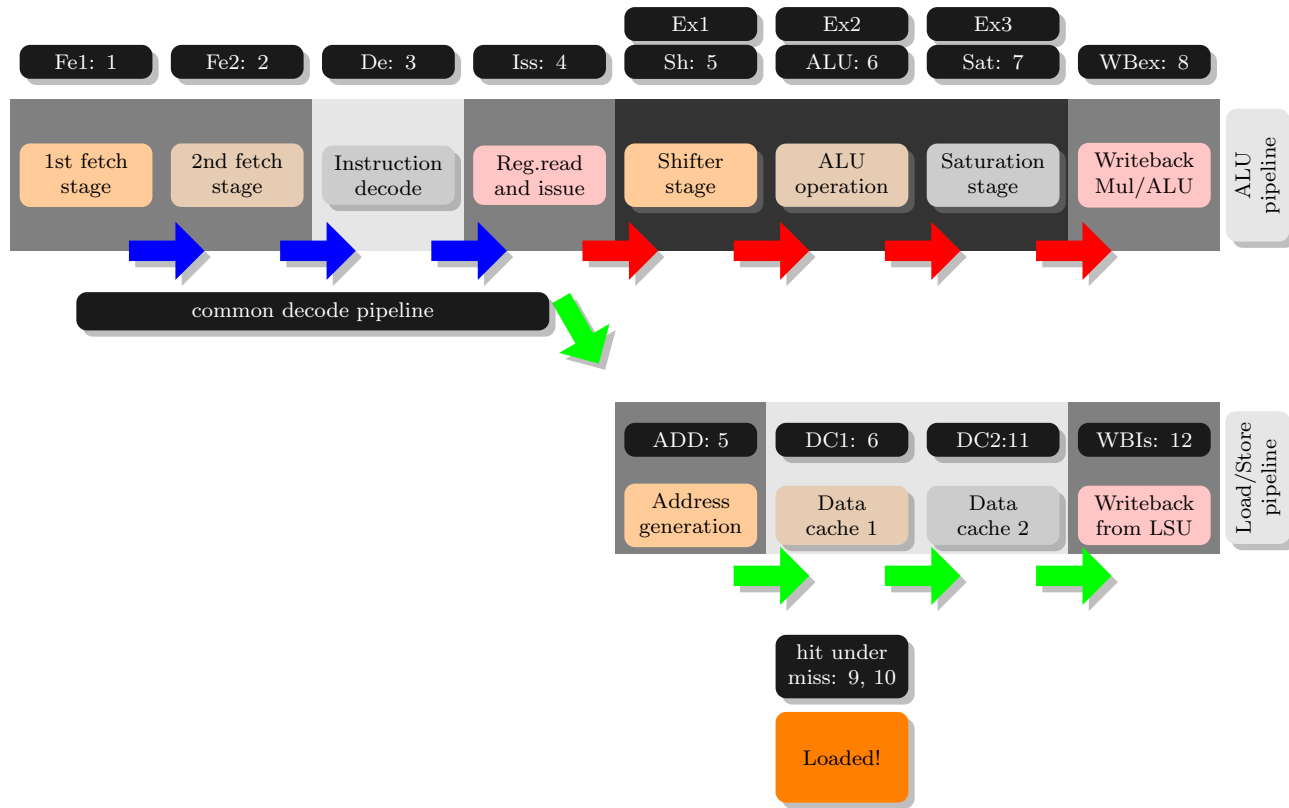 Ex1
Ex2
Ex3
Fe1: 1
Fe2: 2
De: 3
Iss: 4
Sh: 5
ALU: 6
Sat: 7
WBex: 8
1st fetch
stage
2nd fetch
stage
Instruction
decode
Reg.read
and issue
Shifter
stage
ALU
operation
Saturation
stage
Writeback
Mul/ALU
ALU
pipeline
common decode pipeline
ADD: 5
DC1: 6
DC2:11
WBIs: 12
Address
generation
Data
cache 1
Data
cache 2
Writeback
from LSU
Load/Store
pipeline
hit under
miss: 9, 10
Loaded!